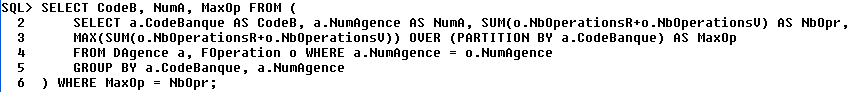 SQL> SELECT CodeB, NumA, MaxOp FROM (
2 SELECT a.CodeBanque AS CodeB, a.NumAgence AS NumA, SUM(o.NbOperationsR+o.NbOperationsV) AS NbOpr,
3 MAX(SUM(o.NbOperationsR+o.NbOperationsV)) OVER (PARTITION BY a.CodeBanque) AS MaxOp
4 FROM DAgence a, FOperation o WHERE a.NumAgence = o.NumAgence
5 GROUP BY a.CodeBanque, a.NumAgence
6 ) WHERE MaxOp = NbOpr;